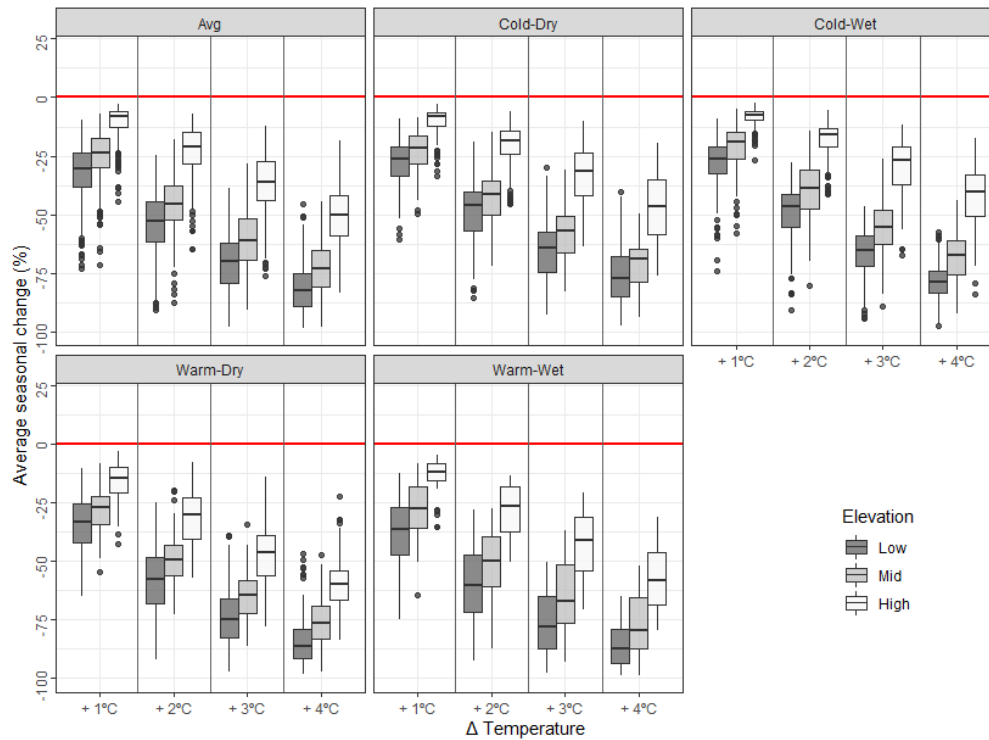 Avg
Cold-Dry
Cold-Wet
25
0
-25
-50
-75
-100
+ 1ºC
+ 2ºC
+ 3ºC
+ 4ºC
Warm-Dry
Warm-Wet
25
0
-25
-50
-75
-100
+ 1ºC
+ 2ºC
+ 3ºC
+ 4ºC
+ 1ºC
+ 2ºC
+ 3ºC
+ 4ºC
Average seasonal change (%)
Δ Temperature
Elevation
Low
Mid
High